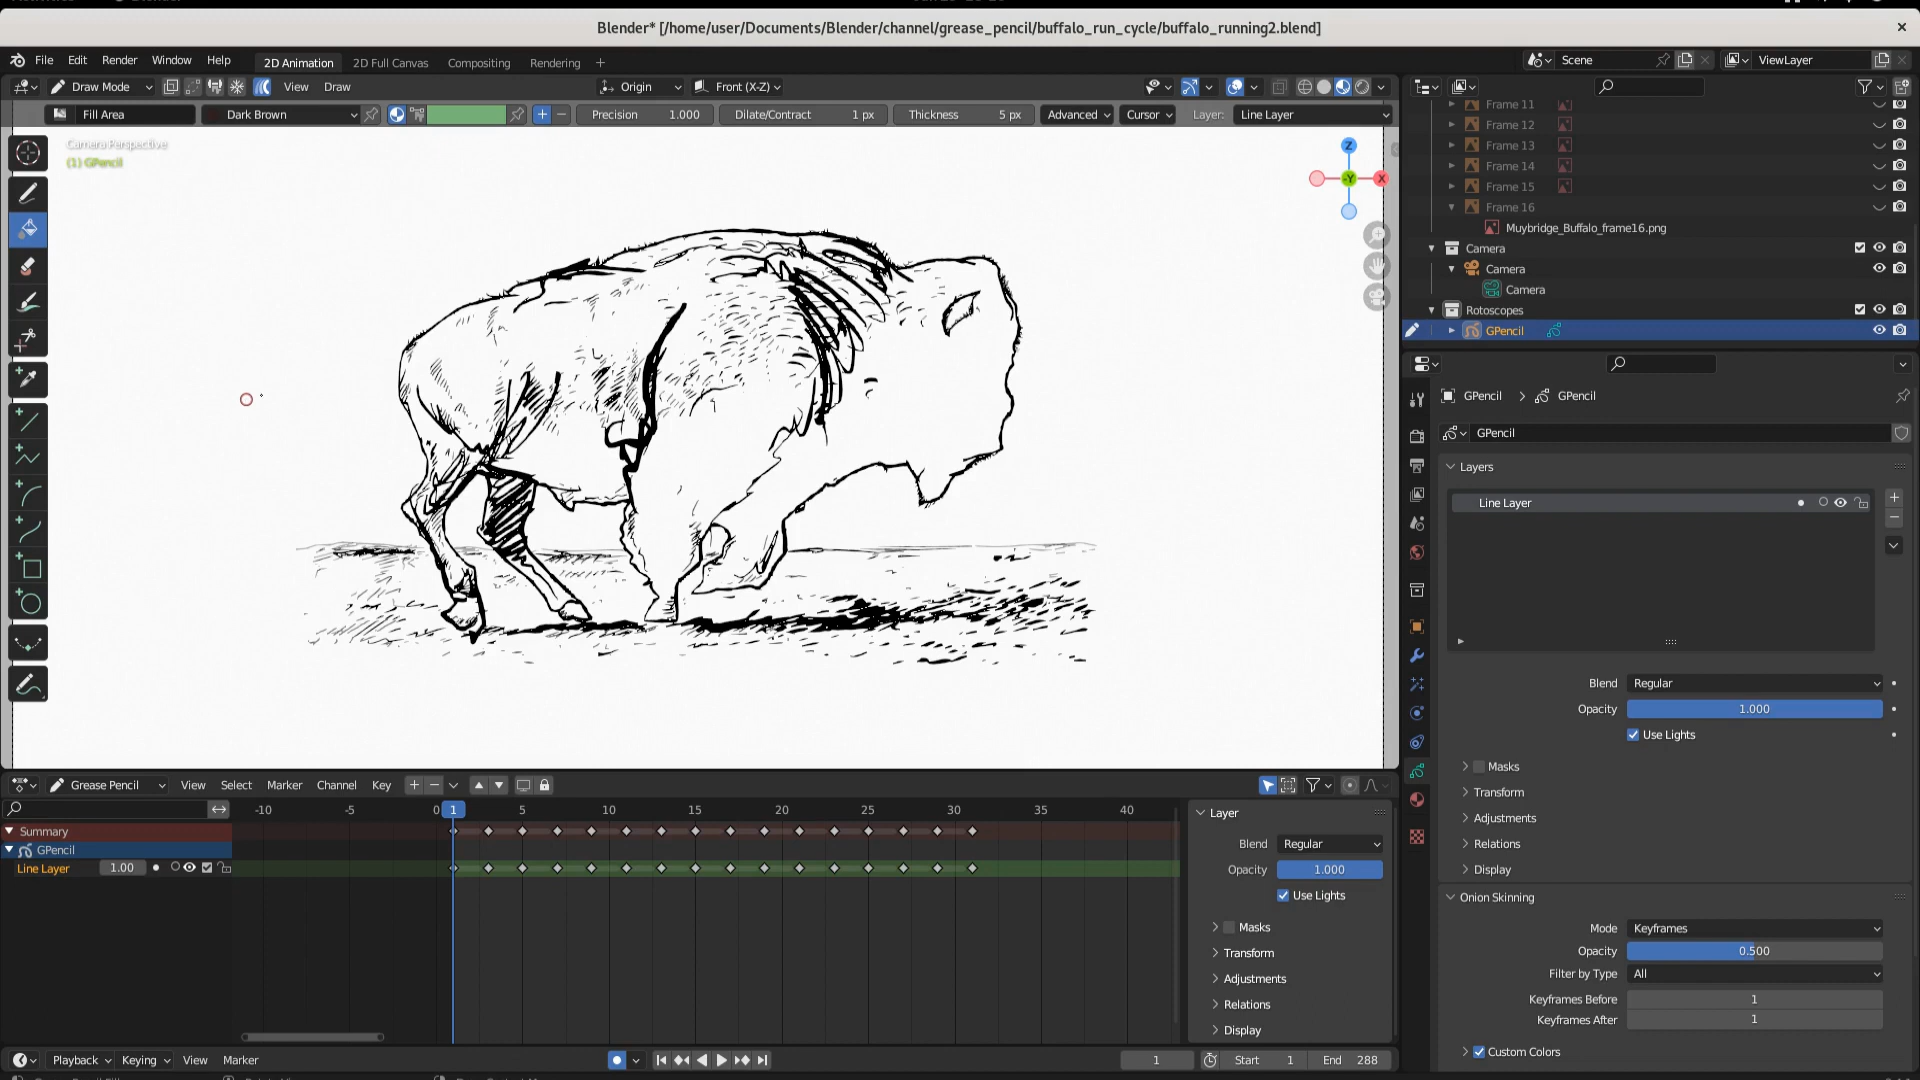 Blender* [/home/user/Documents/Blender/channel/grease_pencil/buffalo_run_cycle/buffalo_running2.blend]
File Edit Render Window Help 2D Animation 2D Full Canvas Compositing Rendering + Scene ViewLayer
Draw Mode View Draw Origin Front (X-Z)
Fill Area Dark Brown Precision 1.000 Dilate/Contract 1 px Thickness 5 px Advanced Cursor Layer: Line Layer
Camera Perspective
(1) GPencil
Z
-Y X
Frame 11
Frame 12
Frame 13
Frame 14
Frame 15
Frame 16
Muybridge_Buffalo_frame16.png
Camera
Camera
Camera
Rotoscopes
GPencil
GPencil > GPencil
GPencil
Layers
Line Layer
Blend Regular
Opacity 1.000
Use Lights
Masks
Transform
Adjustments
Relations
Display
Onion Skinning
Mode Keyframes
Opacity 0.500
Filter by Type All
Keyframes Before 1
Keyframes After 1
Custom Colors
Grease Pencil View Select Marker Channel Key
-10 -5 0 1 5 10 15 20 25 30 35 40
Summary
GPencil
Line Layer 1.00
Layer
Blend Regular
Opacity 1.000
Use Lights
Masks
Transform
Adjustments
Relations
Display
Playback Keying View Marker 1 Start 1 End 288